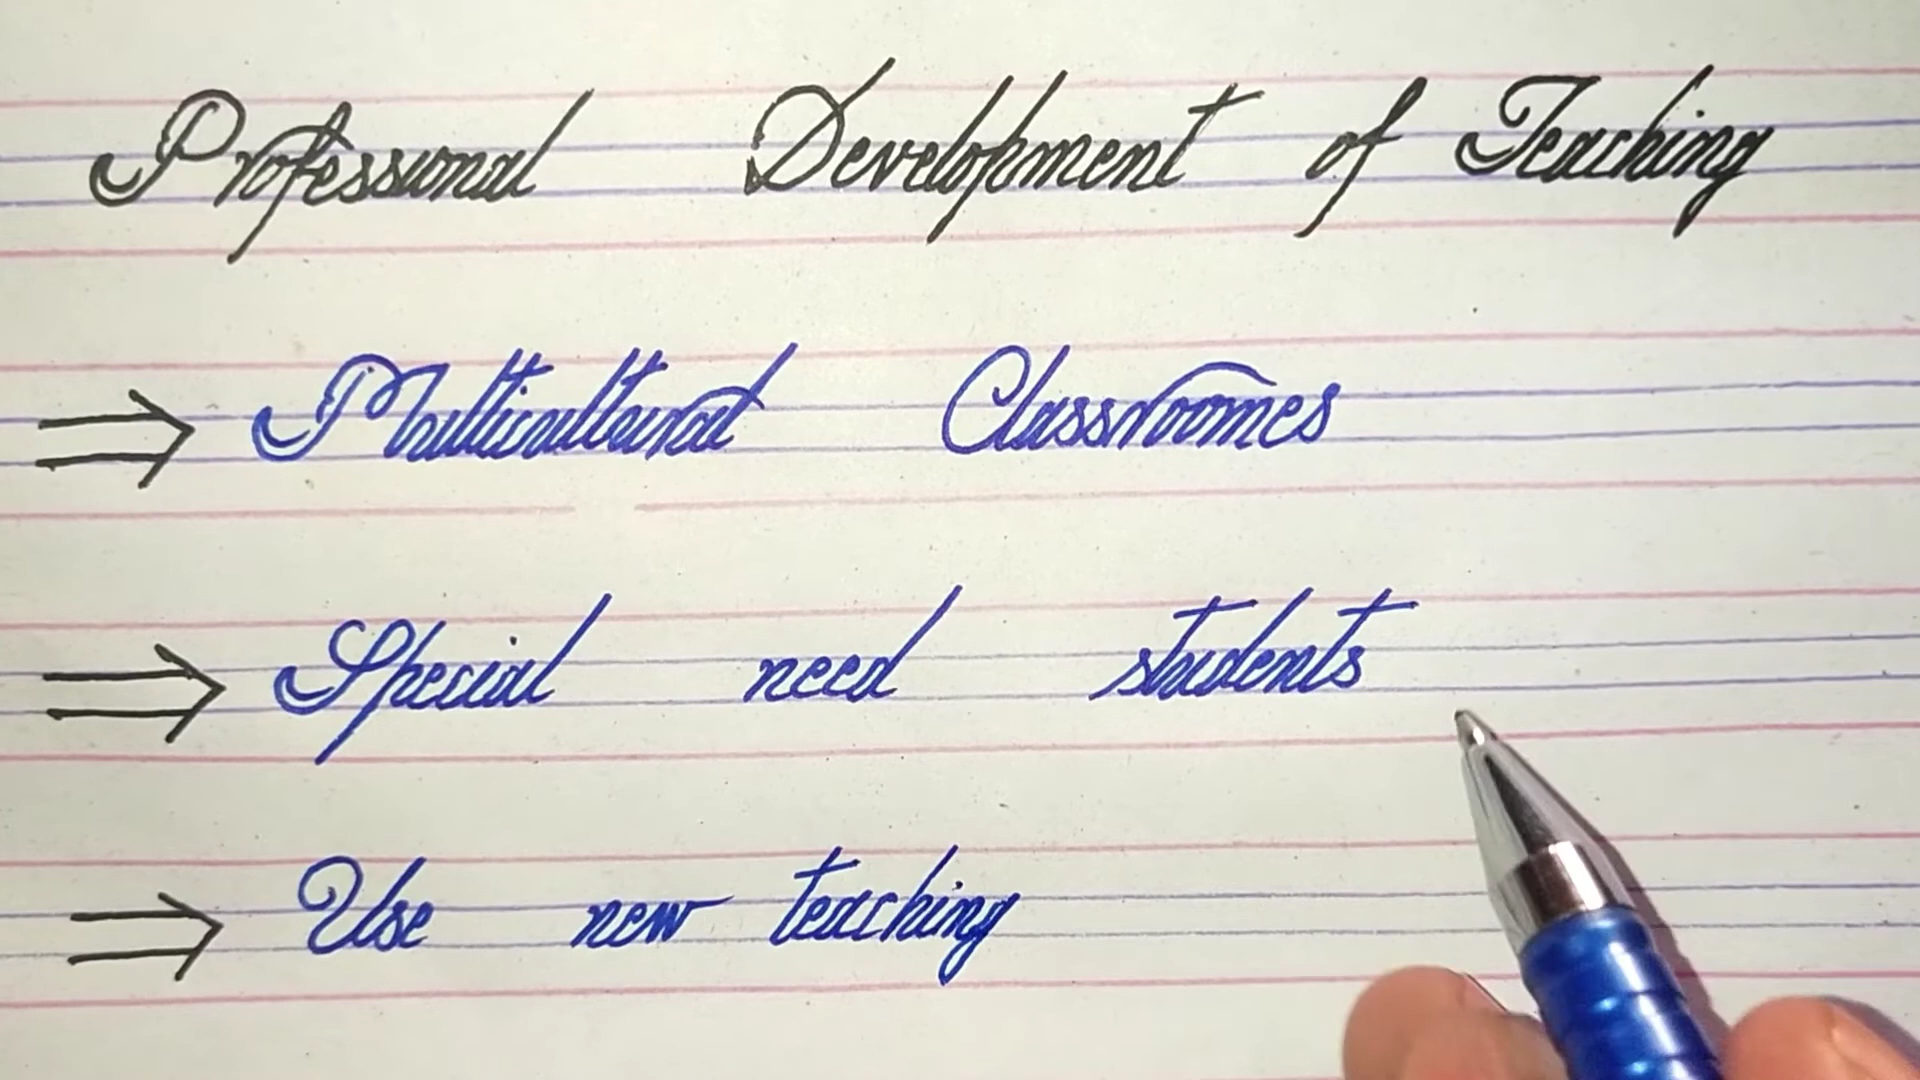 Professional Development of Teaching
⇒ Multicultural Classroomes
⇒ Special need students
⇒ Use new teaching